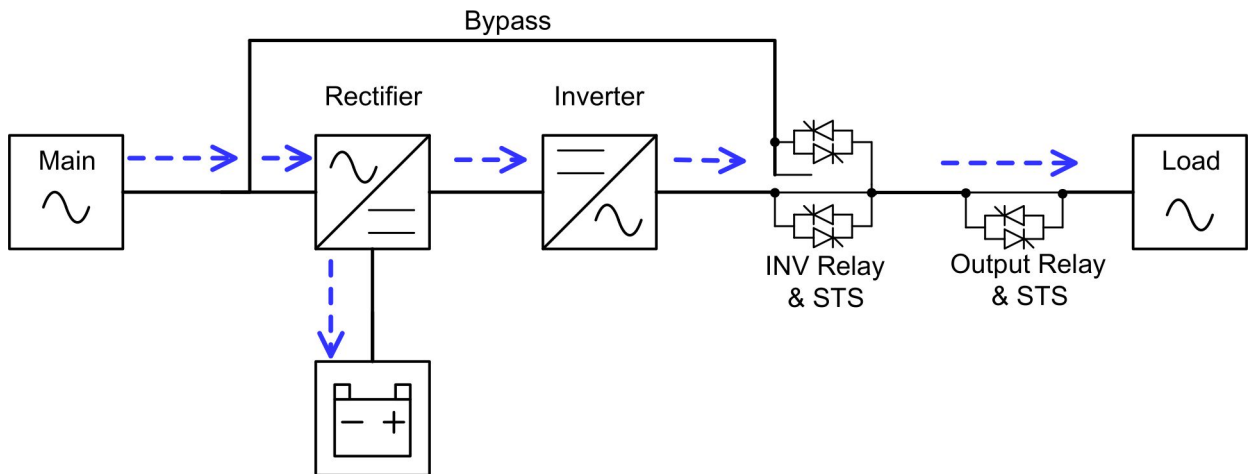 Bypass
Rectifier
Inverter
Main
Load
INV Relay
& STS
Output Relay
& STS